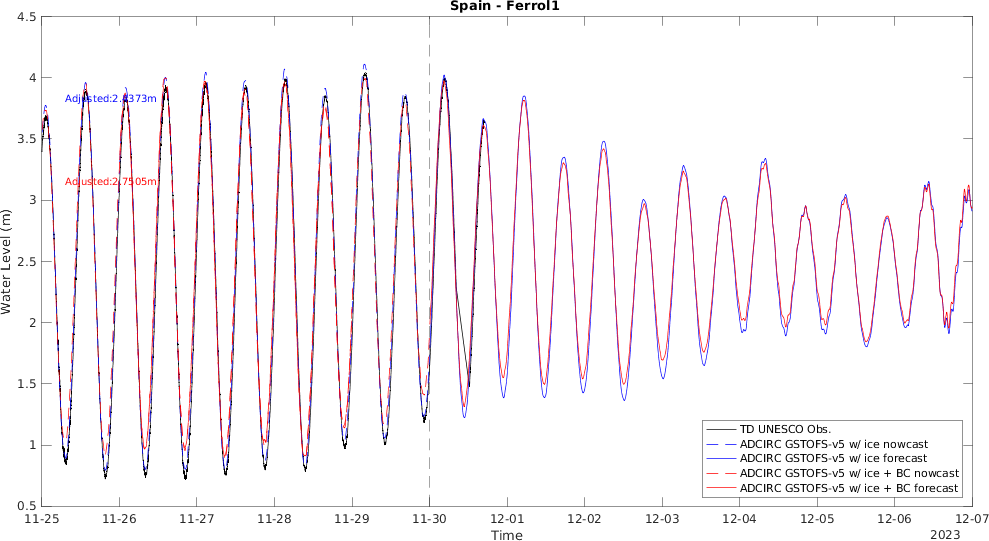 Spain - Ferrol1
Water Level (m)
4.5
4
3.5
3
2.5
2
1.5
1
0.5
Adjusted:2.7505m
TD UNESCO Obs.
ADCIRC GSTOFS-v5 w/ ice nowcast
ADCIRC GSTOFS-v5 w/ ice forecast
ADCIRC GSTOFS-v5 w/ ice + BC nowcast
ADCIRC GSTOFS-v5 w/ ice + BC forecast
11-25
11-26
11-27
11-28
11-29
11-30
12-01
12-02
12-03
12-04
12-05
12-06
12-07
Time
2023